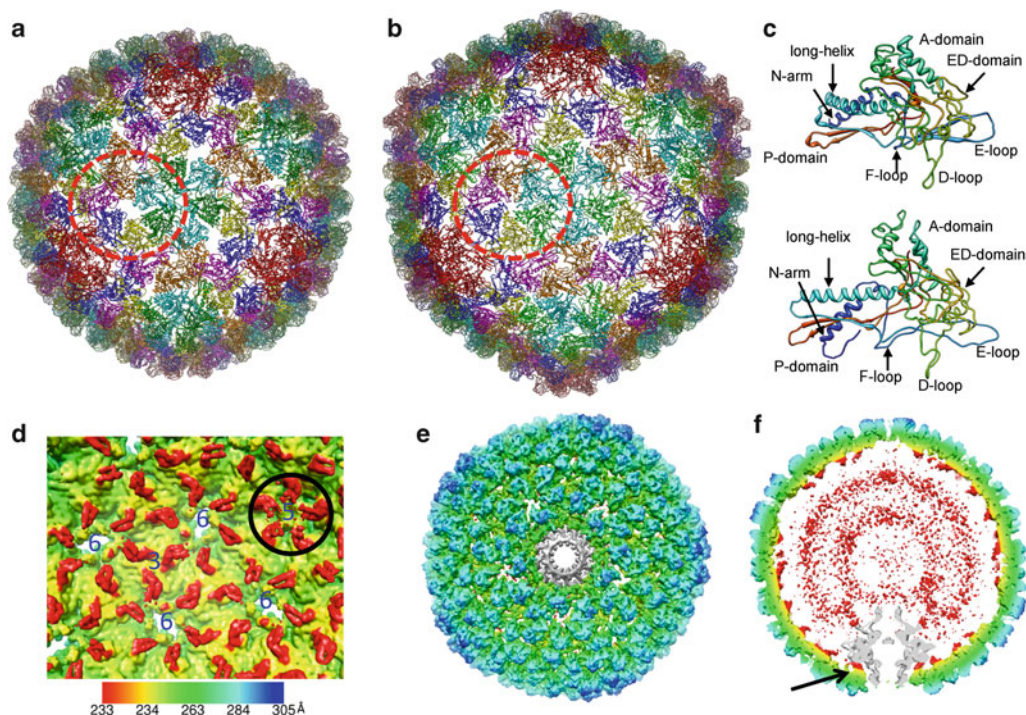 a
b
c
A-domain
long-helix
ED-domain
N-arm
P-domain
E-loop
F-loop
D-loop
A-domain
long-helix
ED-domain
N-arm
P-domain
E-loop
F-loop
D-loop
d
e
f
5
6
6
3
6
6
233 234 263 284 305Å